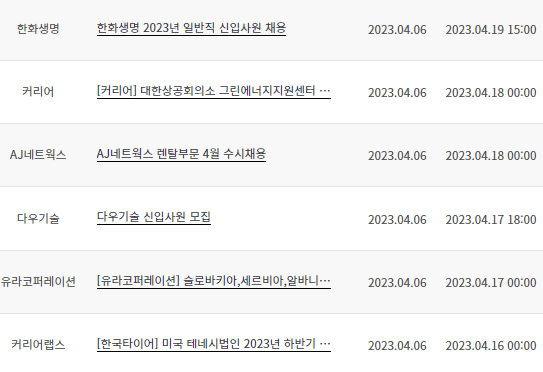 한화생명 한화생명 2023년 일반직 신입사원 채용 2023.04.06 2023.04.19 15:00
커리어 [커리어] 대한상공회의소 그린에너지지원센터 ··· 2023.04.06 2023.04.18 00:00
AJ네트웍스 AJ네트웍스 렌탈부문 4월 수시채용 2023.04.06 2023.04.18 00:00
다우기술 다우기술 신입사원 모집 2023.04.06 2023.04.17 18:00
유라코퍼레이션 [유라코퍼레이션] 슬로바키아,세르비아,알바니··· 2023.04.06 2023.04.17 00:00
커리어랩스 [한국타이어] 미국 테네시법인 2023년 하반기 ··· 2023.04.06 2023.04.16 00:00